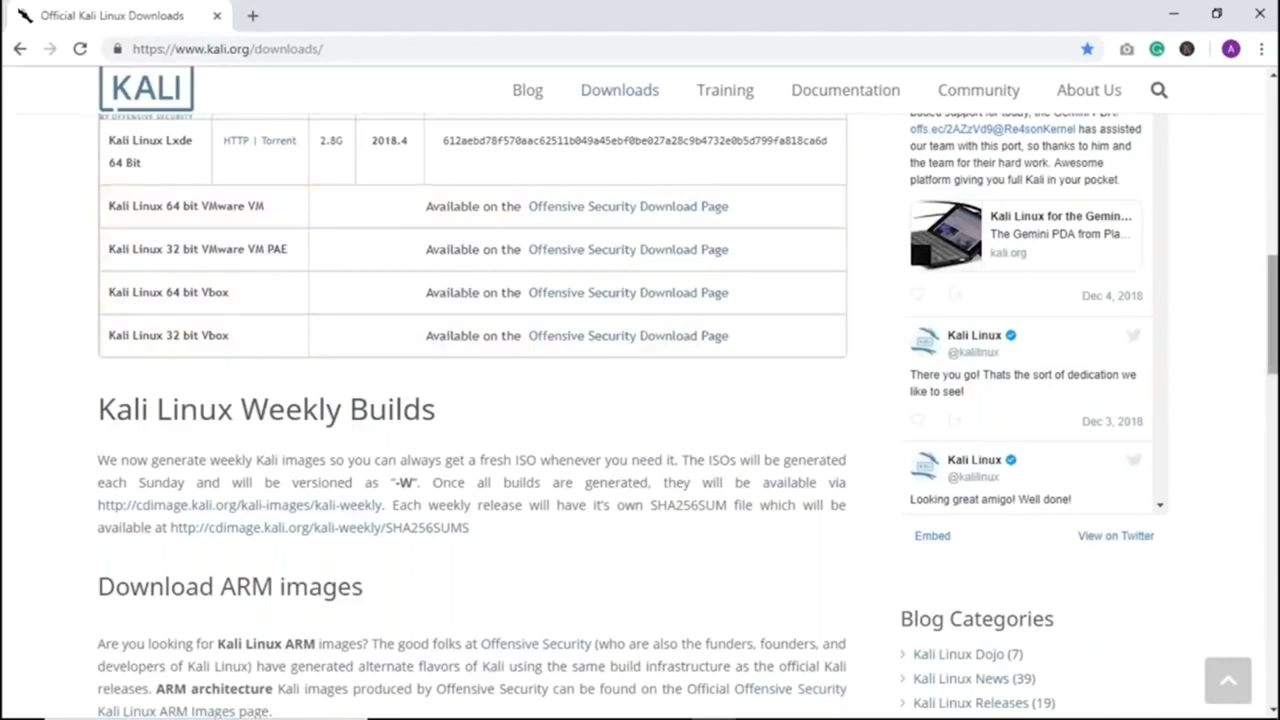 Official Kali Linux Downloads
https://www.kali.org/downloads/
A
KALI
BY OFFENSIVE SECURITY
Blog Downloads Training Documentation Community About Us
Kali Linux Lxde
64 Bit
HTTP | Torrent
2.8G
2018.4
612aebd78f570aac62511b049a45ebf0be027a28c9b4732e0b5d799fa818ca6d
Kali Linux 64 bit VMware VM Available on the Offensive Security Download Page
Kali Linux 32 bit VMware VM PAE Available on the Offensive Security Download Page
Kali Linux 64 bit Vbox Available on the Offensive Security Download Page
Kali Linux 32 bit Vbox Available on the Offensive Security Download Page
Kali Linux Weekly Builds
We now generate weekly Kali images so you can always get a fresh ISO whenever you need it. The ISOs will be generated
each Sunday and will be versioned as "-W". Once all builds are generated, they will be available via
http://cdimage.kali.org/kali-images/kali-weekly. Each weekly release will have it's own SHA256SUM file which will be
available at http://cdimage.kali.org/kali-weekly/SHA256SUMS
Download ARM images
Are you looking for Kali Linux ARM images? The good folks at Offensive Security (who are also the funders, founders, and
developers of Kali Linux) have generated alternate flavors of Kali using the same build infrastructure as the official Kali
releases. ARM architecture Kali images produced by Offensive Security can be found on the Official Offensive Security
Kali Linux ARM Images page.
based support for today, the Gemini PDA!
offs.ec/2AZzVd9@Re4sonKernel has assisted
our team with this port, so thanks to him and
the team for their hard work. Awesome
platform giving you full Kali in your pocket.
Kali Linux for the Gemin...
The Gemini PDA from Pla...
kali.org
Dec 4, 2018
Kali Linux
@kalilinux
There you go! Thats the sort of dedication we
like to see!
Dec 3, 2018
Kali Linux
@kalilinux
Looking great amigo! Well done!
Embed View on Twitter
Blog Categories
Kali Linux Dojo (7)
Kali Linux News (39)
Kali Linux Releases (19)